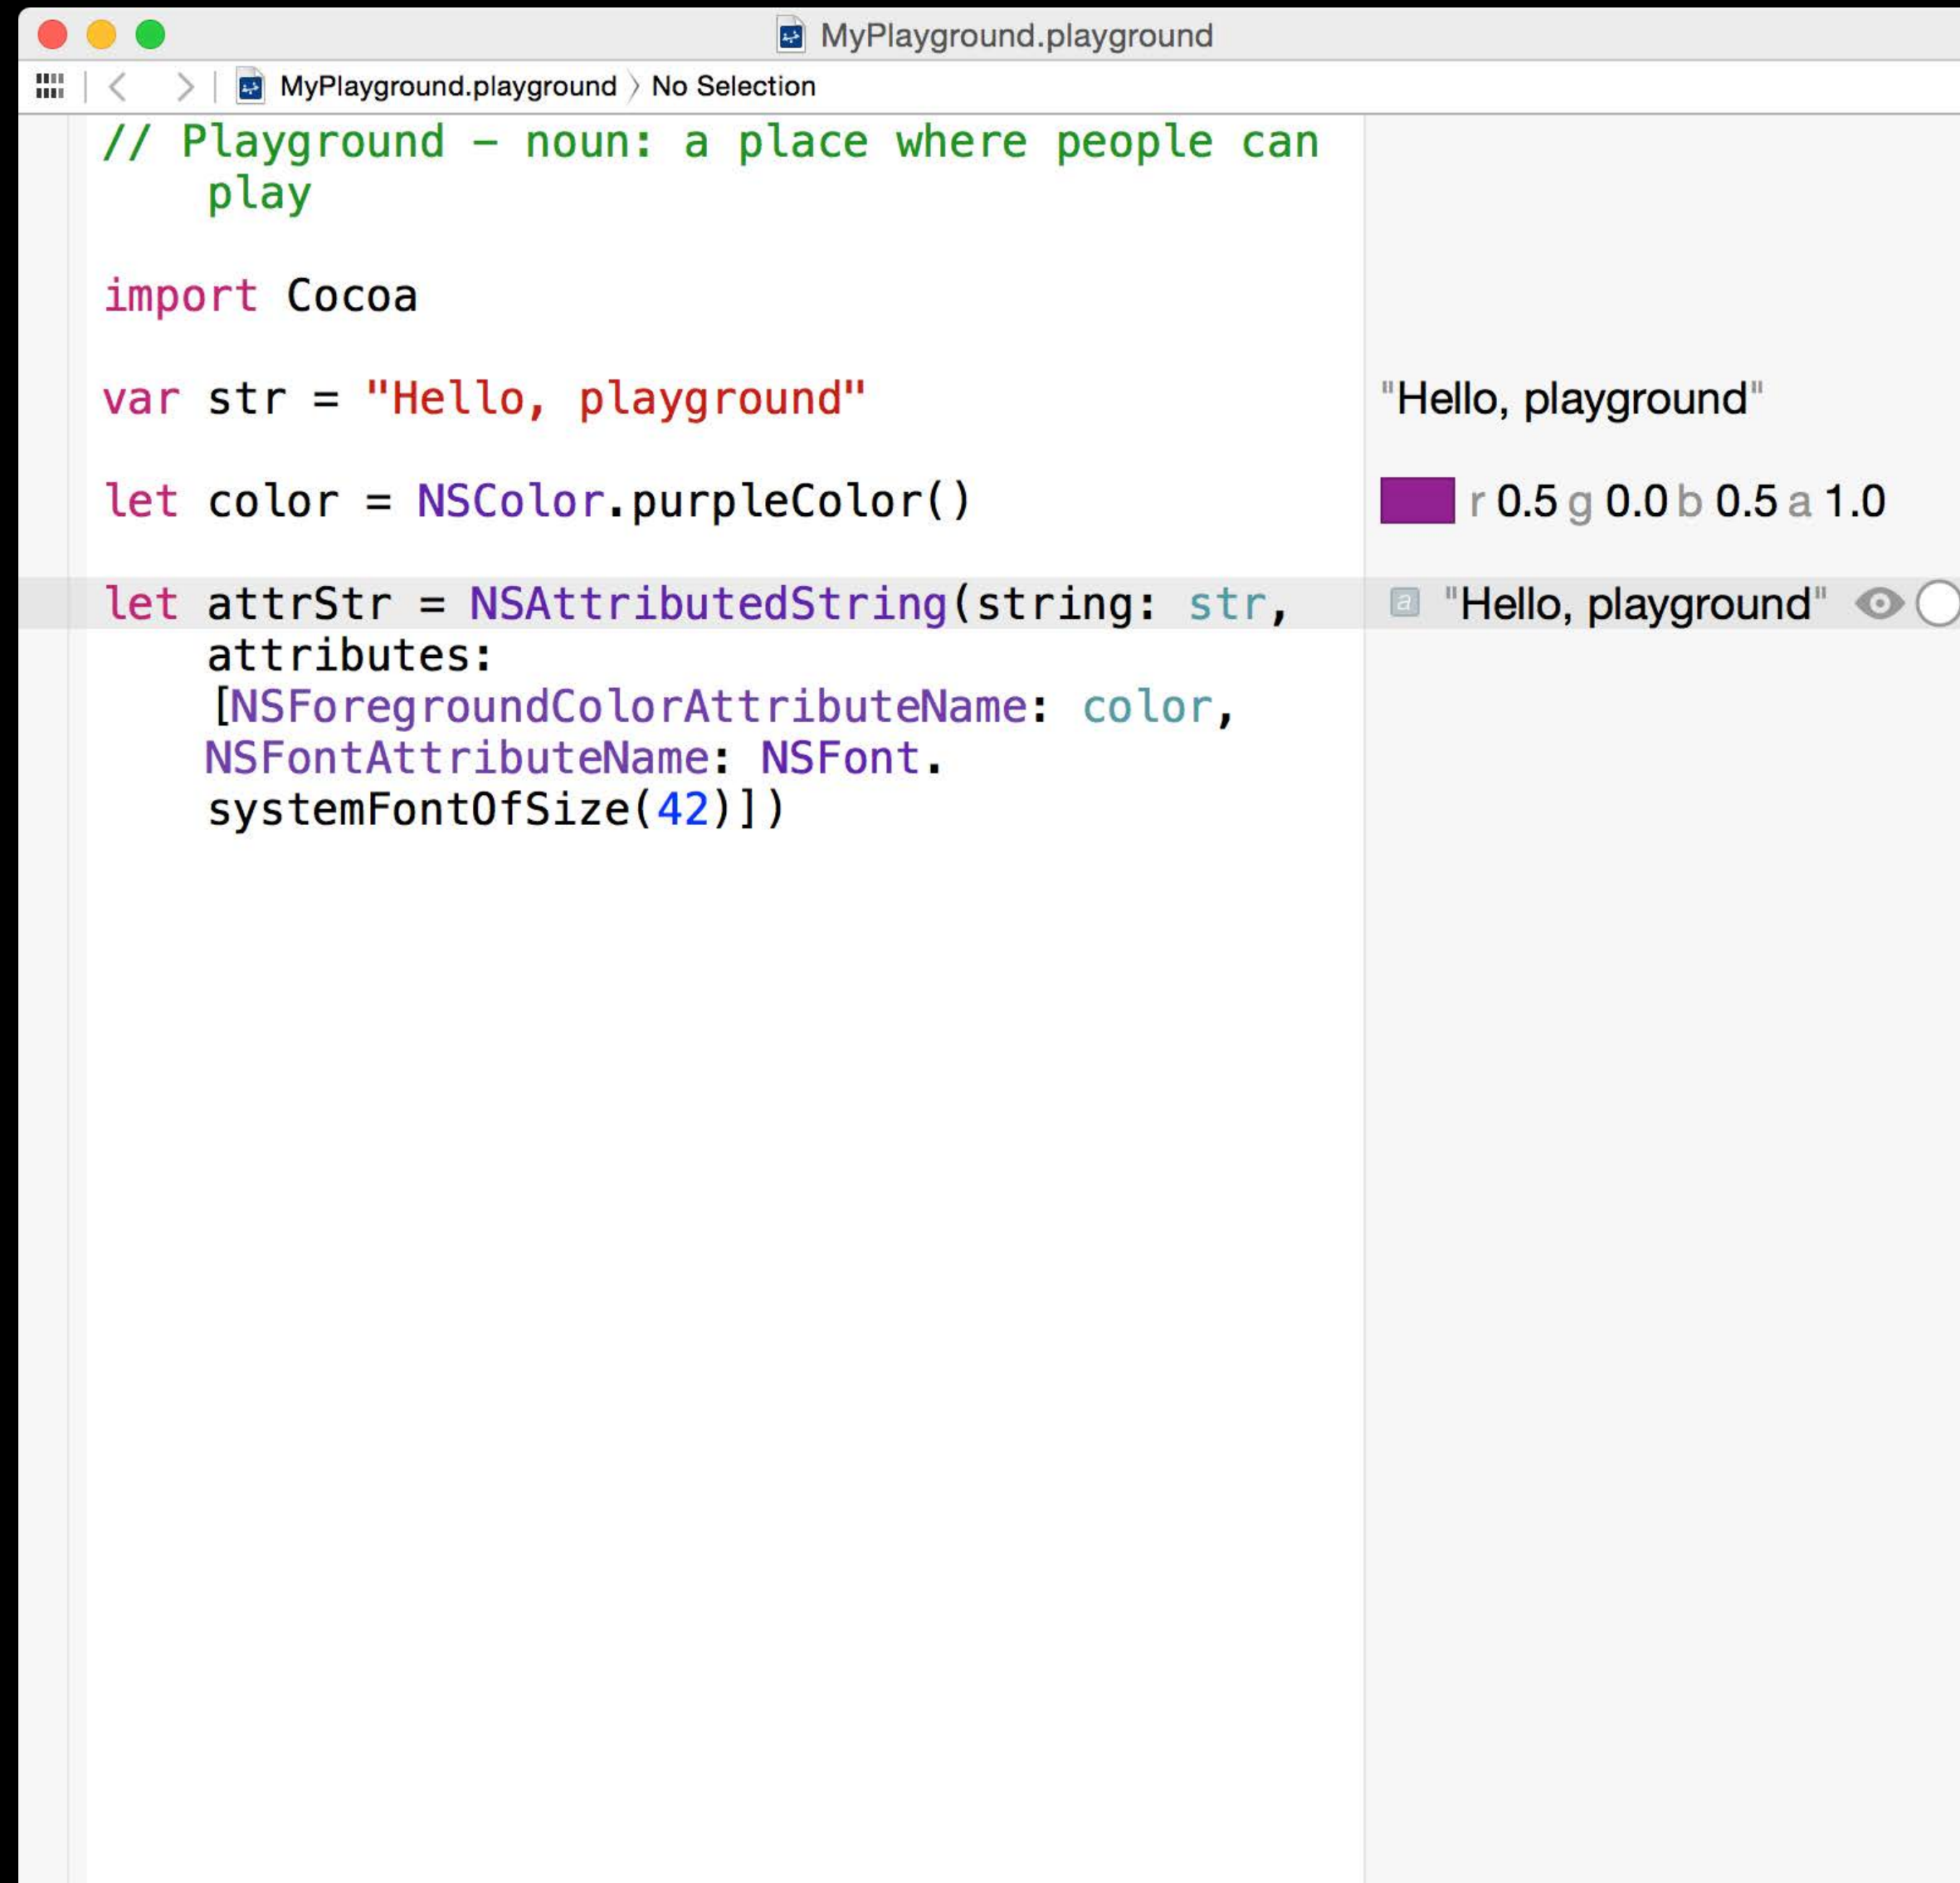 MyPlayground.playground
MyPlayground.playground 〉 No Selection
// Playground – noun: a place where people can
play
import Cocoa
var str = "Hello, playground"
"Hello, playground"
let color = NSColor.purpleColor()
r 0.5 g 0.0 b 0.5 a 1.0
let attrStr = NSAttributedString(string: str,
a "Hello, playground"
attributes:
[NSForegroundColorAttributeName: color,
NSFontAttributeName: NSFont.
systemFontOfSize(42)])